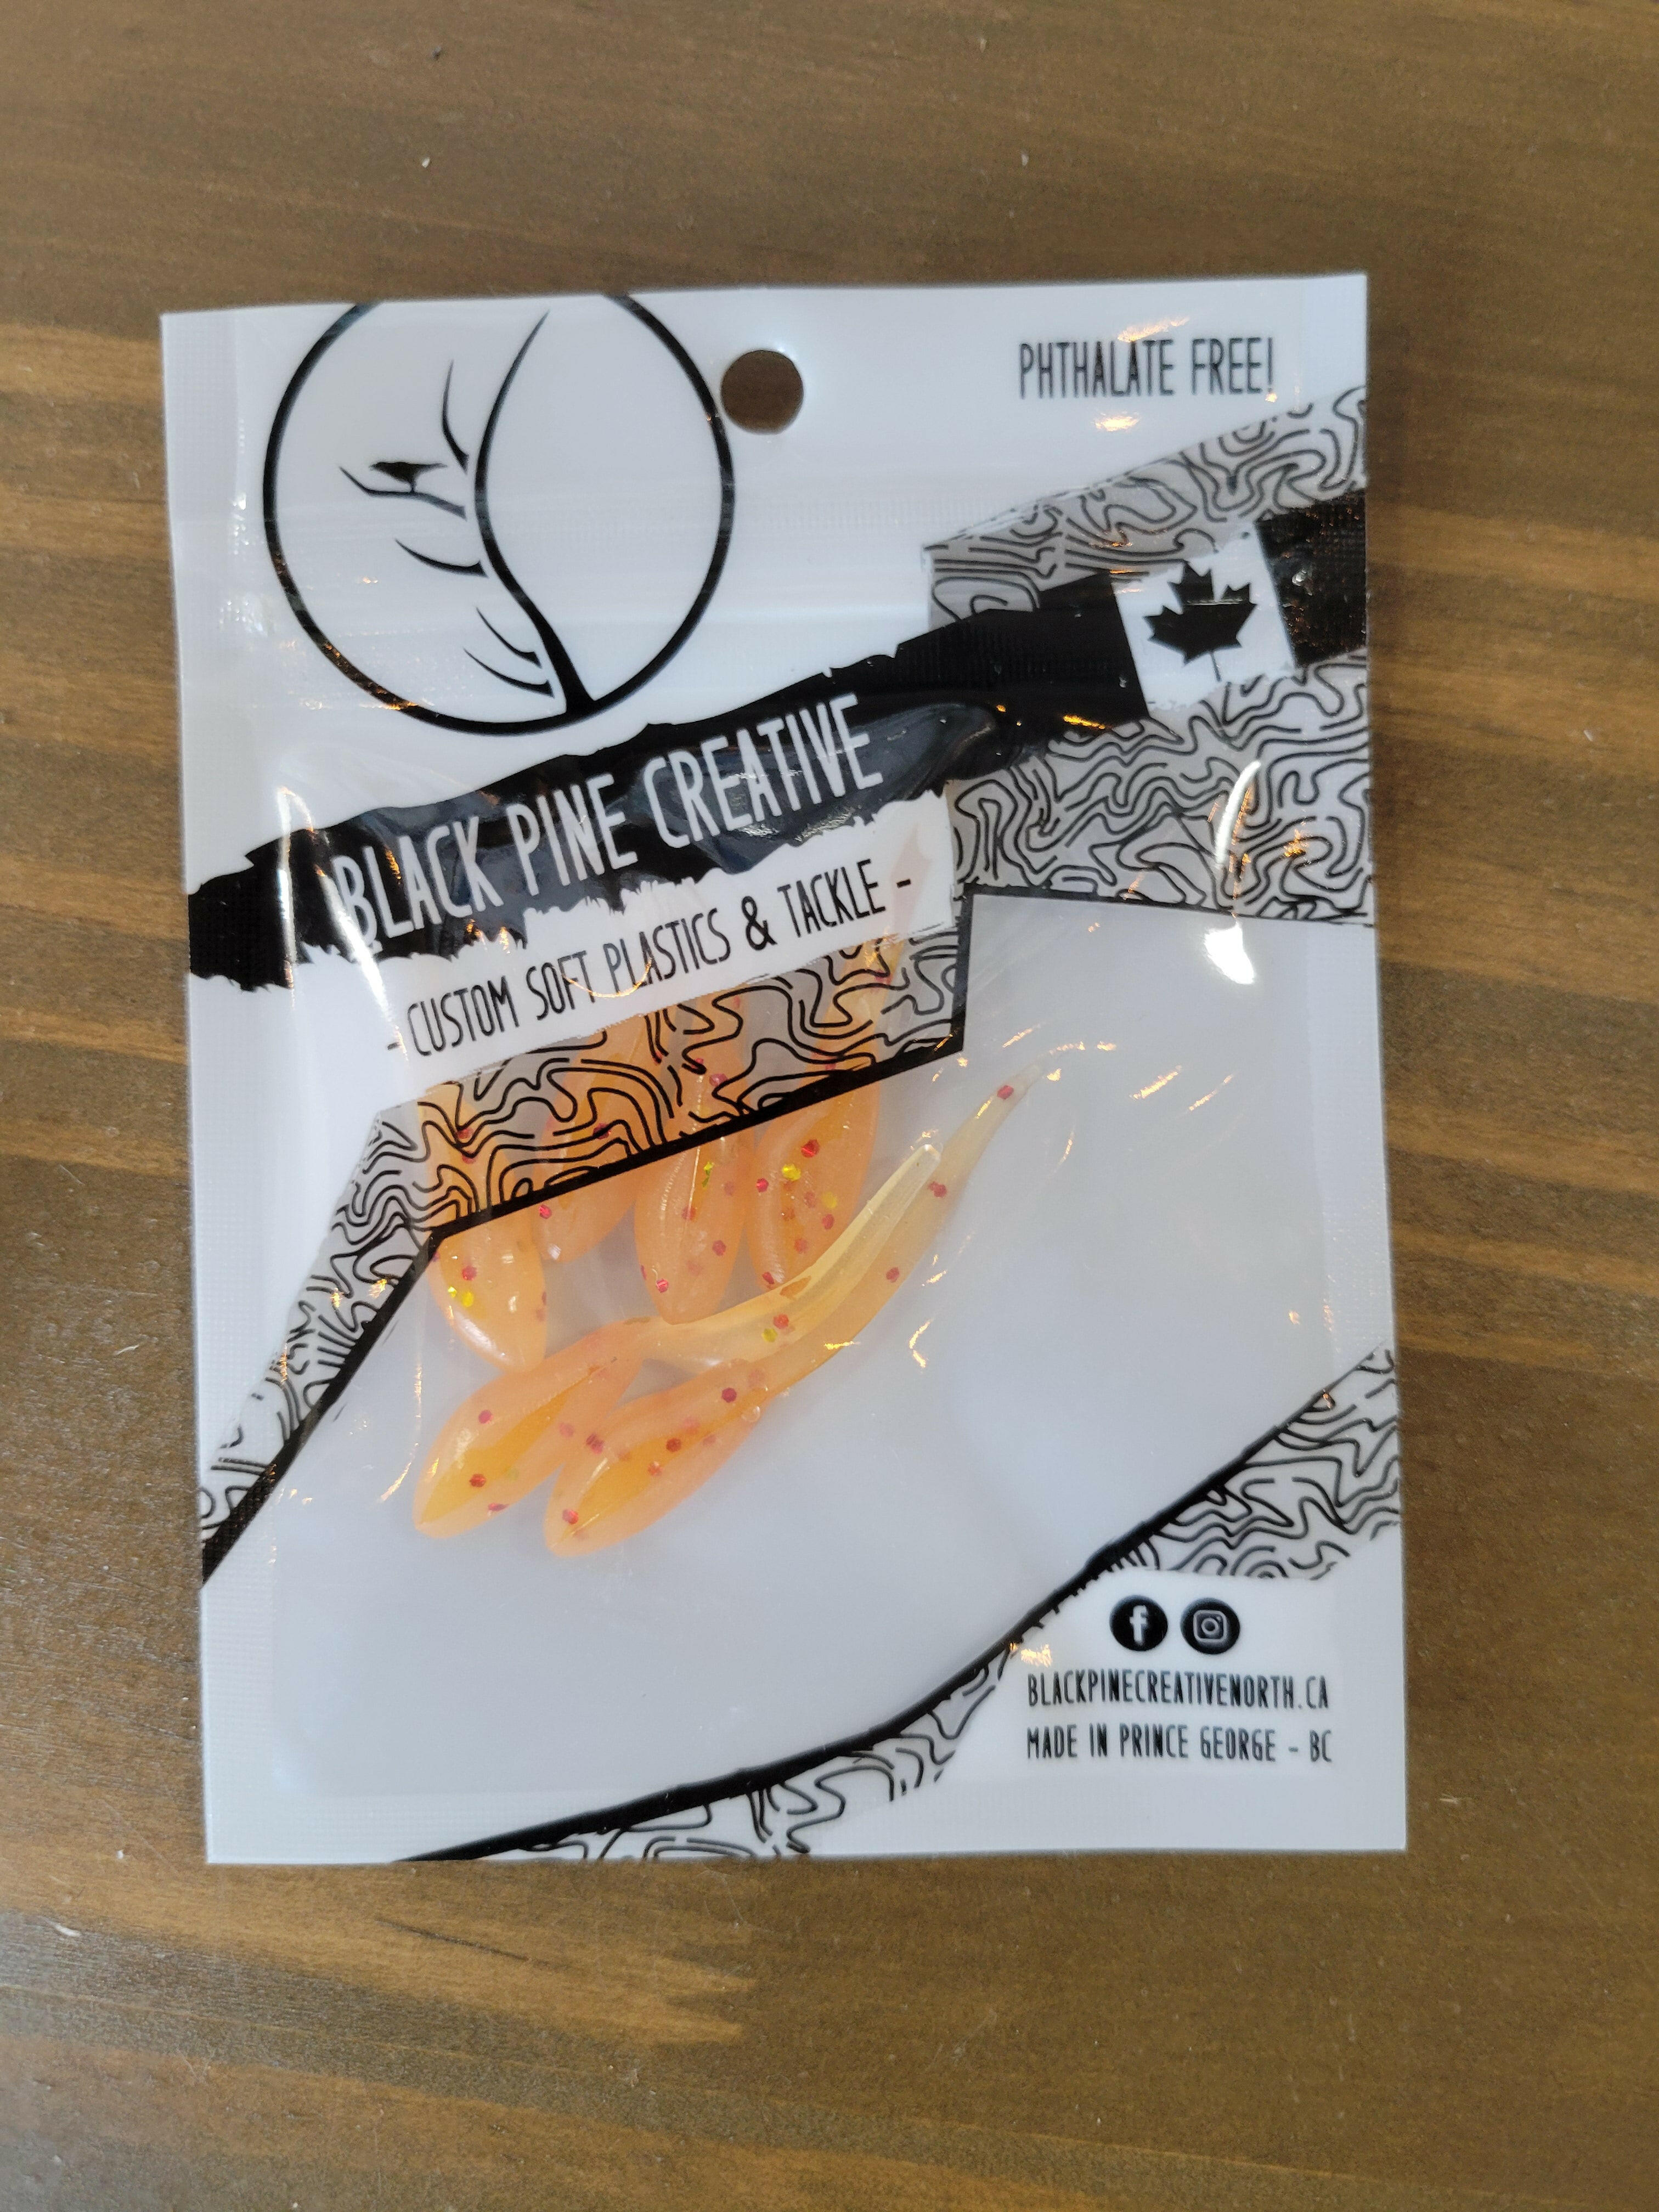 PHTHALATE FREE!
BLACK PINE CREATIVE
- CUSTOM SOFT PLASTICS & TACKLE -
BLACKPINECREATIVENORTH.CA
MADE IN PRINCE GEORGE - BC